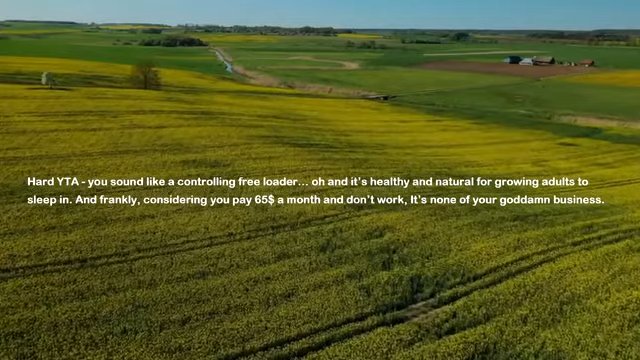 Hard YTA - you sound like a controlling free loader... oh and it's healthy and natural for growing adults to
sleep in. And frankly, considering you pay 65$ a month and don't work, It's none of your goddamn business.